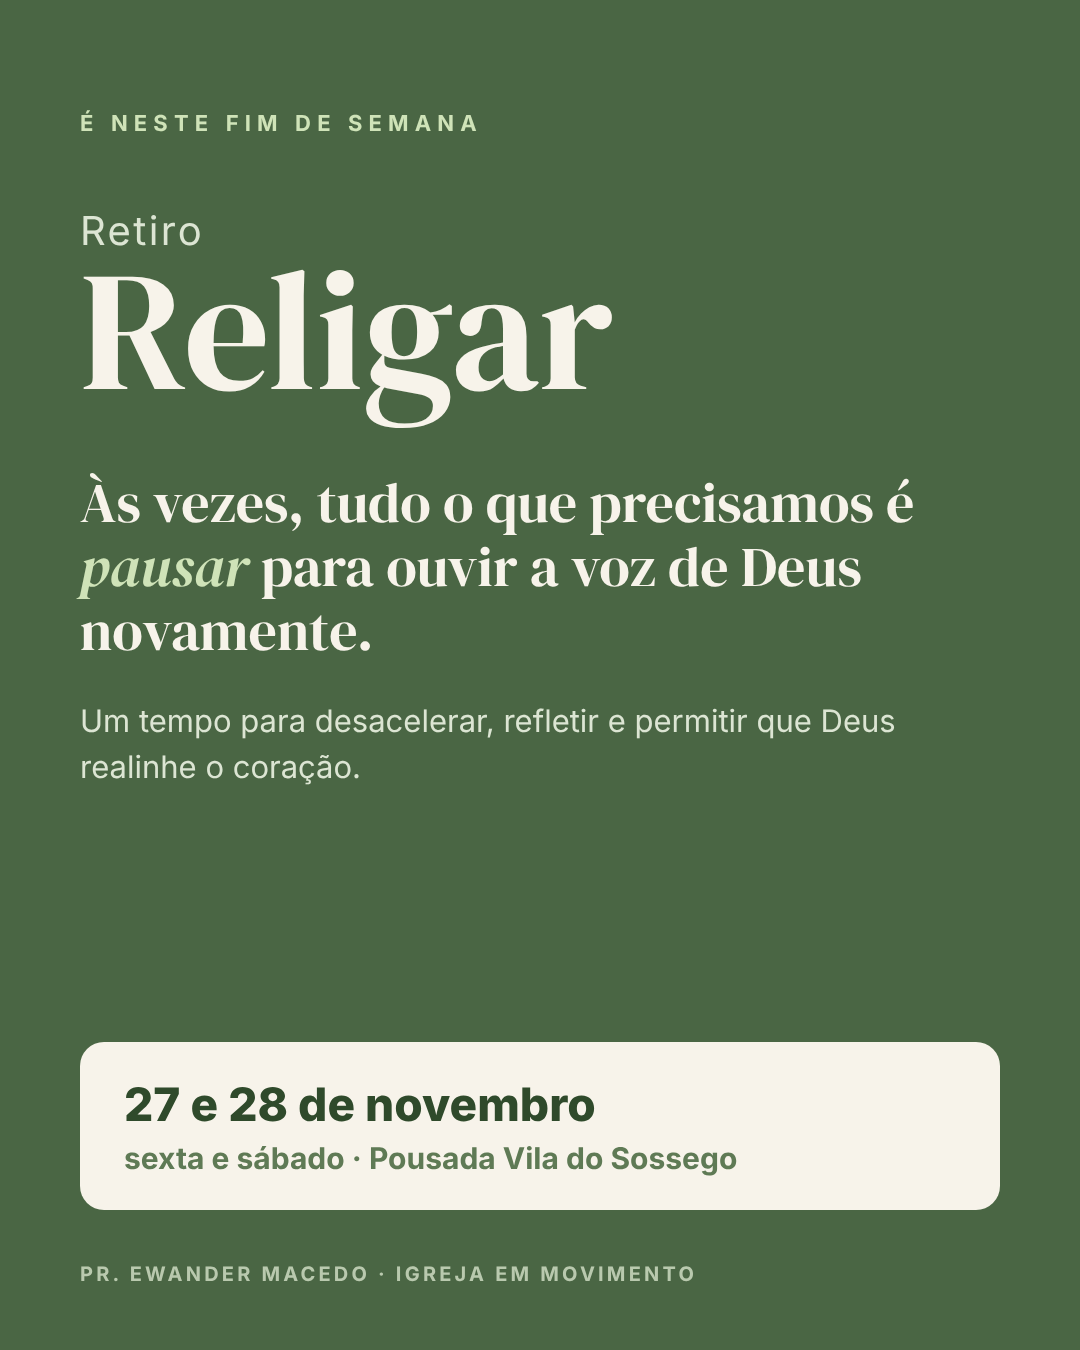 É NESTE FIM DE SEMANA
Retiro
Religar
Às vezes, tudo o que precisamos é
pausar para ouvir a voz de Deus
novamente.
Um tempo para desacelerar, refletir e permitir que Deus
realinhe o coração.
27 e 28 de novembro
sexta e sábado · Pousada Vila do Sossego
PR. EWANDER MACEDO · IGREJA EM MOVIMENTO